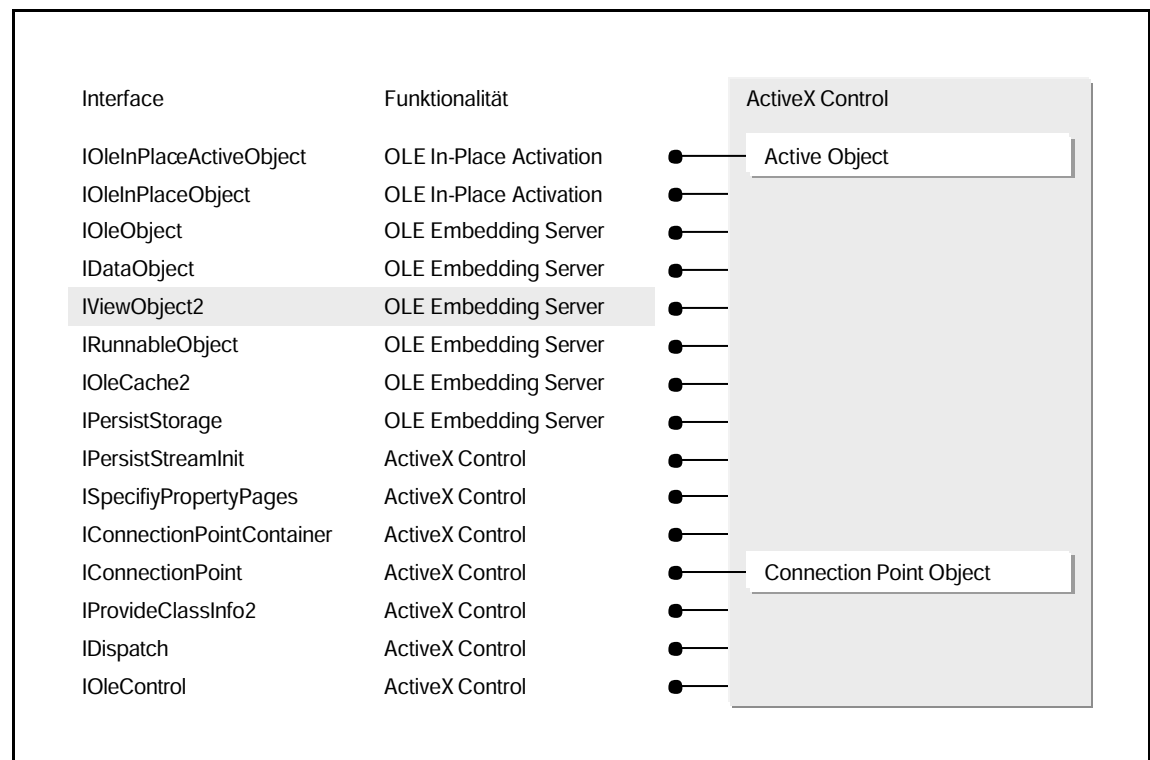 Interface Funktionalität ActiveX Control
IOleInPlaceActiveObject OLE In-Place Activation Active Object
IOleInPlaceObject OLE In-Place Activation
IOleObject OLE Embedding Server
IDataObject OLE Embedding Server
IViewObject2 OLE Embedding Server
IRunnableObject OLE Embedding Server
IOleCache2 OLE Embedding Server
IPersistStorage OLE Embedding Server
IPersistStreamInit ActiveX Control
ISpecifiyPropertyPages ActiveX Control
IConnectionPointContainer ActiveX Control
IConnectionPoint ActiveX Control Connection Point Object
IProvideClassInfo2 ActiveX Control
IDispatch ActiveX Control
IOleControl ActiveX Control